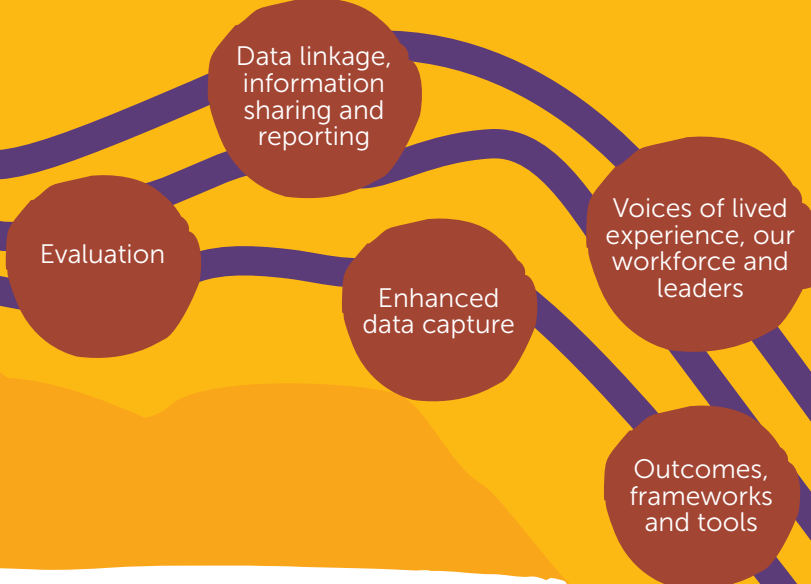 Data linkage,
information
sharing and
reporting
Evaluation
Voices of lived
experience, our
workforce and
leaders
Enhanced
data capture
Outcomes,
frameworks
and tools